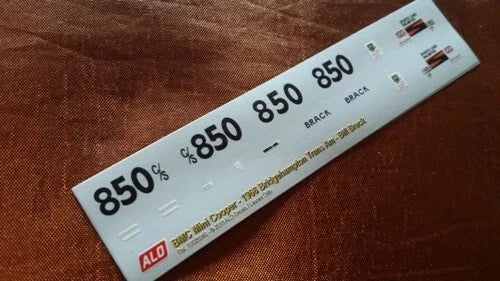 850 C/S C/S 850 850 850
BRACK BRACK
ALO BMC Mini Cooper - 1968 Bridgehampton Trans Am - Bill Brack